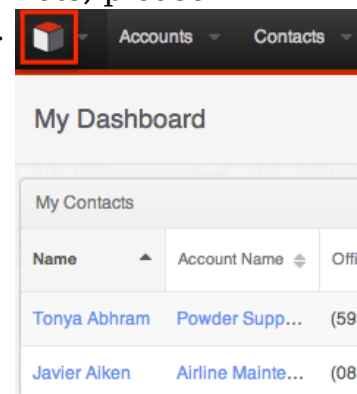 Accounts Contacts
My Dashboard
My Contacts
Name Account Name Offi
Tonya Abhram Powder Supp... (59
Javier Aiken Airline Mainte... (08